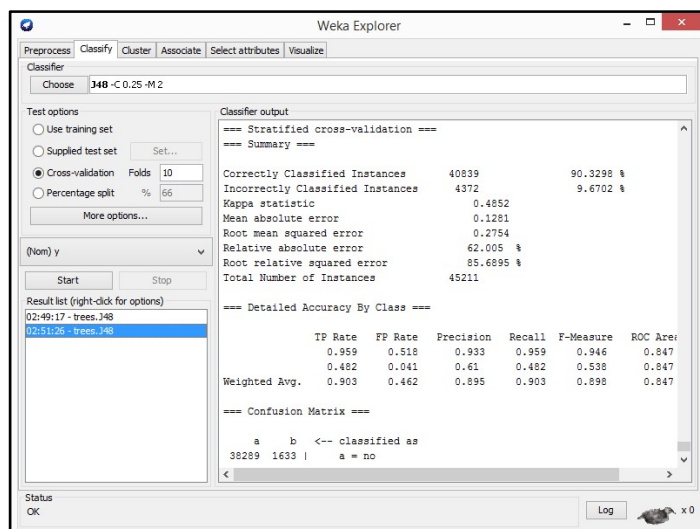 Weka Explorer
Preprocess Classify Cluster Associate Select attributes Visualize
Classifier
Choose J48 -C 0.25 -M 2
Test options
Use training set
Supplied test set Set...
Cross-validation Folds 10
Percentage split % 66
More options...
(Nom) y
Start Stop
Result list (right-click for options)
02:49:17 - trees.J48
02:51:26 - trees.J48
Classifier output
=== Stratified cross-validation ===
=== Summary ===
Correctly Classified Instances 40839 90.3298 %
Incorrectly Classified Instances 4372 9.6702 %
Kappa statistic 0.4852
Mean absolute error 0.1281
Root mean squared error 0.2754
Relative absolute error 62.005 %
Root relative squared error 85.6895 %
Total Number of Instances 45211
=== Detailed Accuracy By Class ===
TP Rate FP Rate Precision Recall F-Measure ROC Area
0.959 0.518 0.933 0.959 0.946 0.847
0.482 0.041 0.61 0.482 0.538 0.847
Weighted Avg. 0.903 0.462 0.895 0.903 0.898 0.847
=== Confusion Matrix ===
a b <-- classified as
38289 1633 | a = no
Status
OK
Log x 0